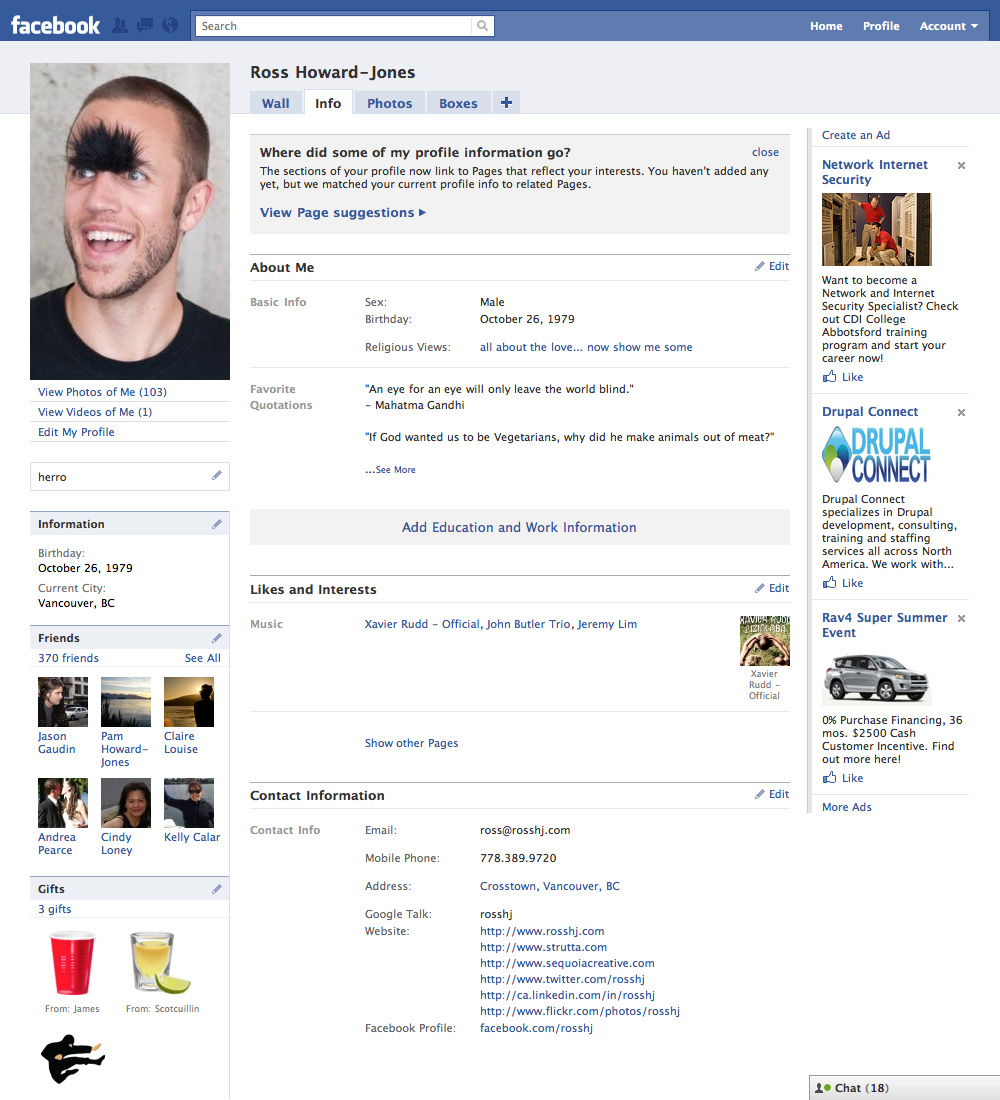 facebook
Search
Home Profile Account
Ross Howard-Jones
Wall Info Photos Boxes +
Where did some of my profile information go? close
The sections of your profile now link to Pages that reflect your interests. You haven't added any
yet, but we matched your current profile info to related Pages.
View Page suggestions
About Me Edit
Basic Info Sex: Male
Birthday: October 26, 1979
Religious Views: all about the love... now show me some
Favorite
Quotations
"An eye for an eye will only leave the world blind."
- Mahatma Gandhi
"If God wanted us to be Vegetarians, why did he make animals out of meat?"
...See More
Add Education and Work Information
Likes and Interests Edit
Music Xavier Rudd - Official, John Butler Trio, Jeremy Lim
XAVIER RUDD
Xavier
Rudd -
Official
Show other Pages
Contact Information Edit
Contact Info Email: ross@rosshj.com
Mobile Phone: 778.389.9720
Address: Crosstown, Vancouver, BC
Google Talk: rosshj
Website: http://www.rosshj.com
http://www.strutta.com
http://www.sequoiacreative.com
http://www.twitter.com/rosshj
http://ca.linkedin.com/in/rosshj
http://www.flickr.com/photos/rosshj
Facebook Profile: facebook.com/rosshj
View Photos of Me (103)
View Videos of Me (1)
Edit My Profile
herro
Information
Birthday:
October 26, 1979
Current City:
Vancouver, BC
Friends
370 friends See All
Jason
Gaudin
Pam
Howard-
Jones
Claire
Louise
Andrea
Pearce
Cindy
Loney
Kelly Calar
Gifts
3 gifts
From: James
From: Scotcuillin
Create an Ad
Network Internet
Security
Want to become a
Network and Internet
Security Specialist? Check
out CDI College
Abbotsford training
program and start your
career now!
Like
Drupal Connect
DRUPAL
CONNECT
Drupal Connect
specializes in Drupal
development, consulting,
training and staffing
services all across North
America. We work with...
Like
Rav4 Super Summer
Event
0% Purchase Financing, 36
mos. $2500 Cash
Customer Incentive. Find
out more here!
Like
More Ads
Chat (18)